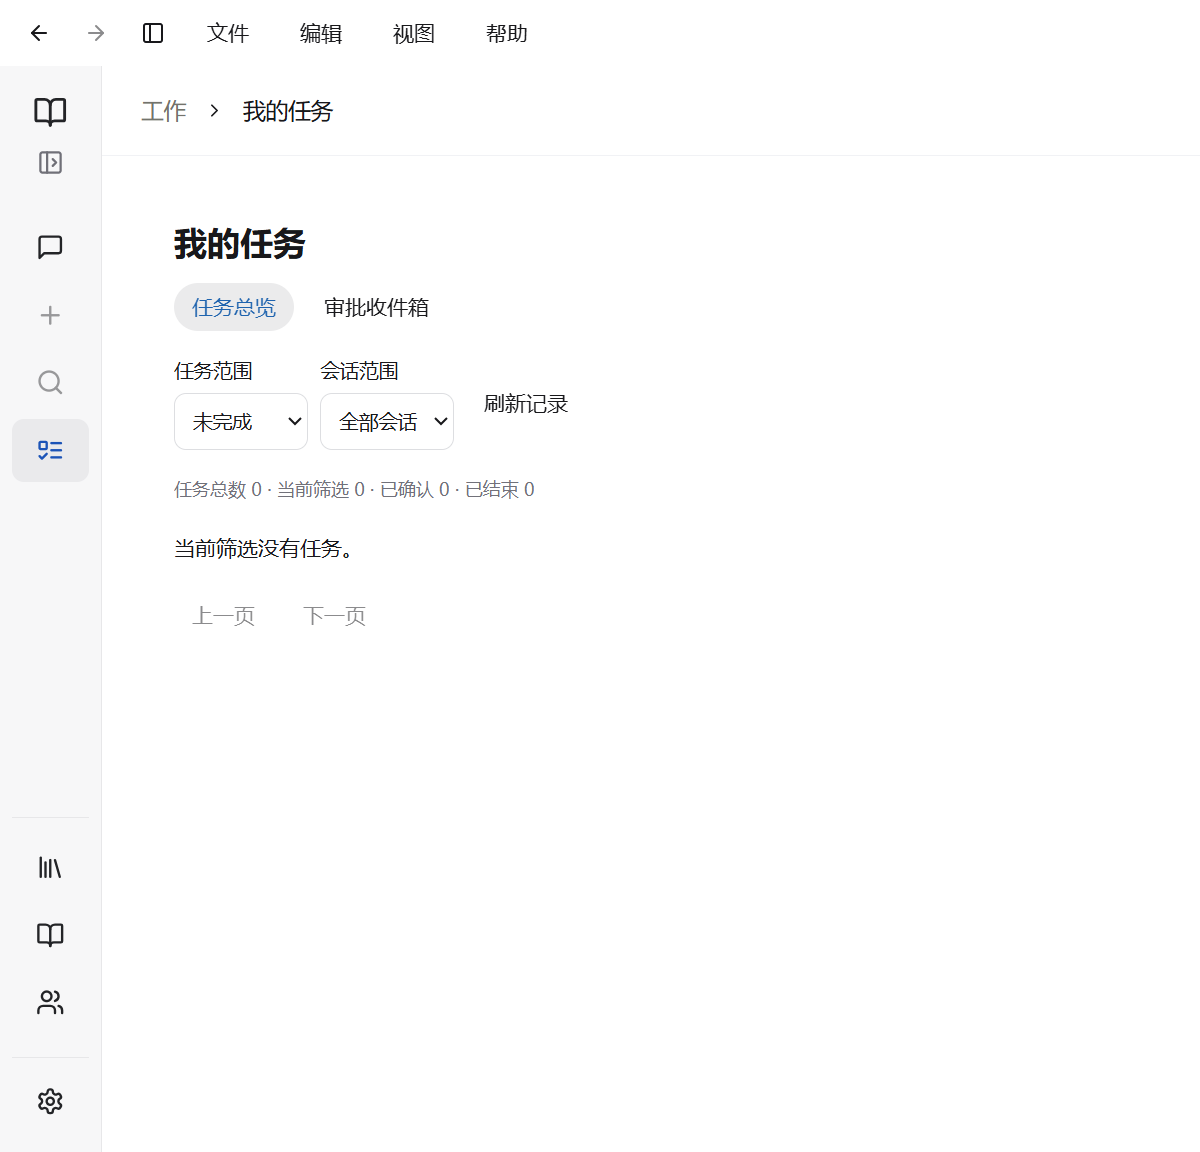 文件 编辑 视图 帮助
工作 > 我的任务
我的任务
任务总览 审批收件箱
任务范围 会话范围
未完成 全部会话 刷新记录
任务总数 0 · 当前筛选 0 · 已确认 0 · 已结束 0
当前筛选没有任务。
上一页 下一页